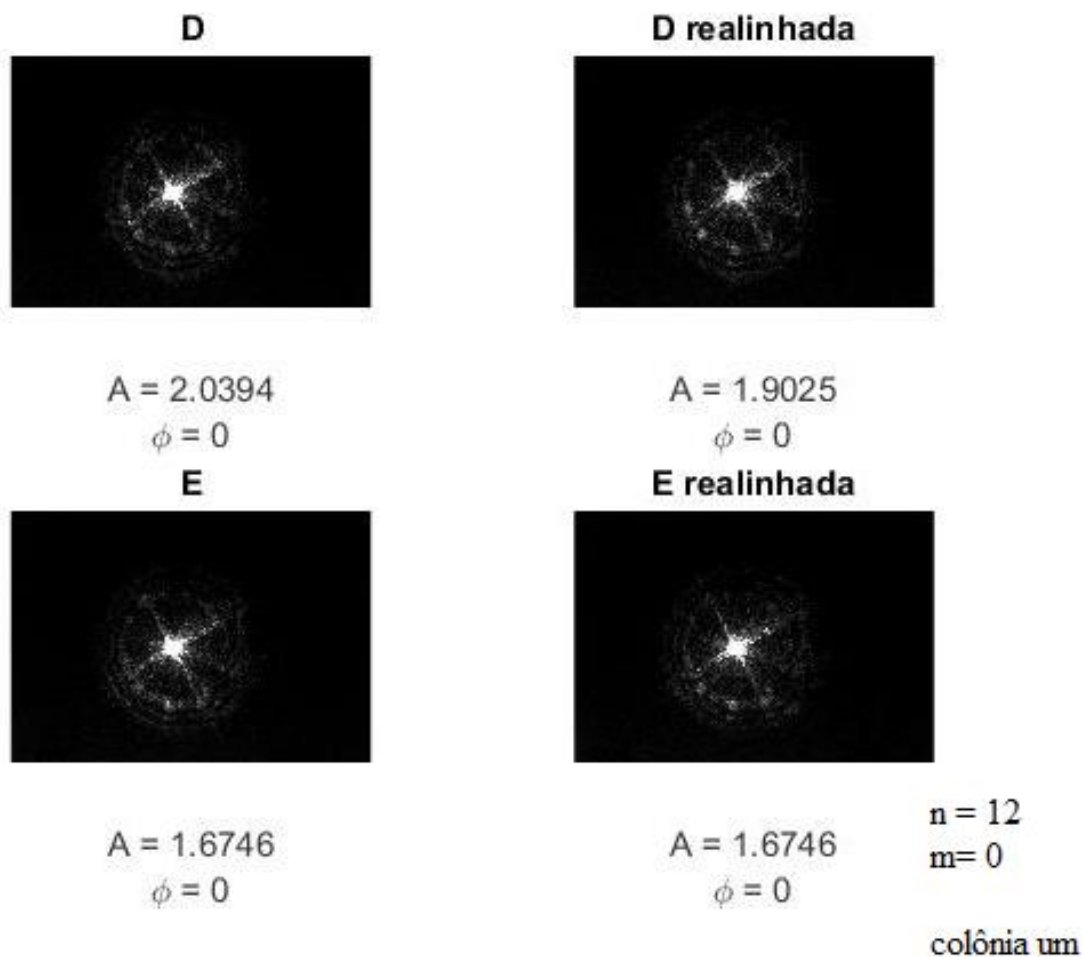 D
D realinhada
A = 2.0394
ϕ = 0
A = 1.9025
ϕ = 0
E
E realinhada
A = 1.6746
ϕ = 0
A = 1.6746
ϕ = 0
n = 12
m= 0
colônia um